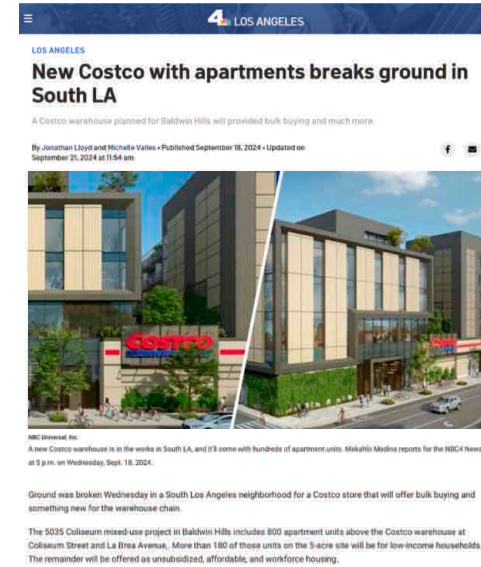 4 LOS ANGELES
LOS ANGELES
New Costco with apartments breaks ground in
South LA
A Costco warehouse planned for Baldwin Hills will provided bulk buying and much more.
By Jonathan Lloyd and Michelle Valles • Published September 18, 2024 • Updated on
September 21, 2024 at 11:54 am
COSTCO
WHOLESALE
COSTCO
NBC Universal, Inc.
A new Costco warehouse is in the works in South LA, and it'll come with hundreds of apartment units. Mekahlo Medina reports for the NBC4 News
at 5 p.m. on Wednesday, Sept. 18, 2024.
Ground was broken Wednesday in a South Los Angeles neighborhood for a Costco store that will offer bulk buying and
something new for the warehouse chain.
The 5035 Coliseum mixed-use project in Baldwin Hills includes 800 apartment units above the Costco warehouse at
Coliseum Street and La Brea Avenue,. More than 180 of those units on the 5-acre site will be for low-income households.
The remainder will be offered as unsubsidized, affordable, and workforce housing.